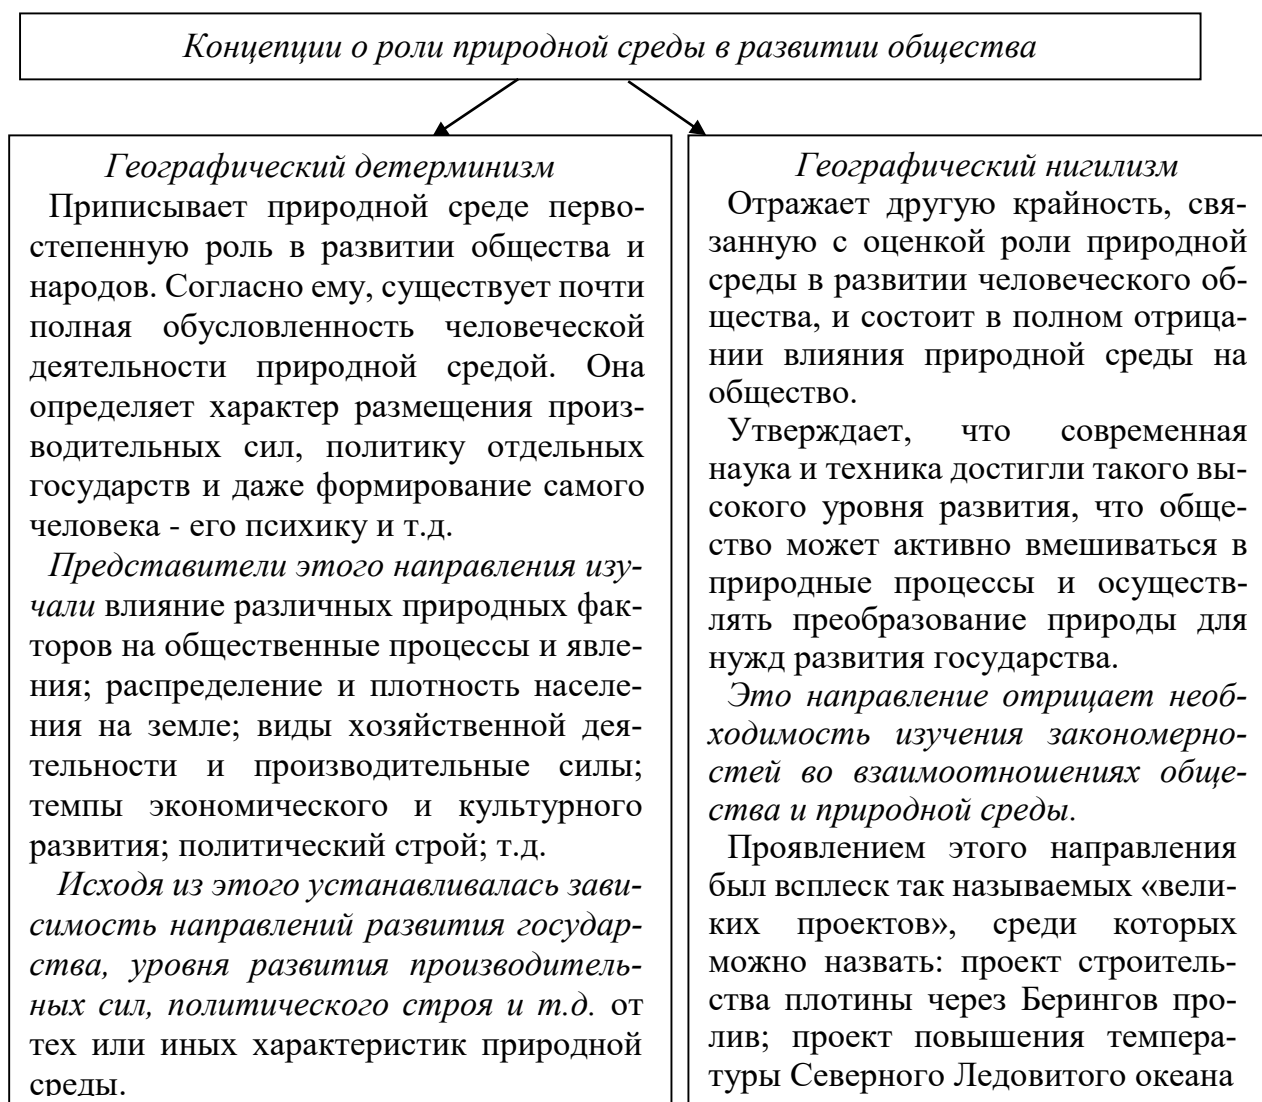 Концепции о роли природной среды в развитии общества
Географический детерминизм
Приписывает природной среде перво-
степенную роль в развитии общества и
народов. Согласно ему, существует почти
полная обусловленность человеческой
деятельности природной средой. Она
определяет характер размещения произ-
водительных сил, политику отдельных
государств и даже формирование самого
человека - его психику и т.д.
Представители этого направления изу-
чали влияние различных природных фак-
торов на общественные процессы и явле-
ния; распределение и плотность населе-
ния на земле; виды хозяйственной дея-
тельности и производительные силы;
темпы экономического и культурного
развития; политический строй; т.д.
Исходя из этого устанавливалась зави-
симость направлений развития государ-
ства, уровня развития производитель-
ных сил, политического строя и т.д. от
тех или иных характеристик природной
среды.
Географический нигилизм
Отражает другую крайность, свя-
занную с оценкой роли природной
среды в развитии человеческого об-
щества, и состоит в полном отрица-
нии влияния природной среды на
общество.
Утверждает, что современная
наука и техника достигли такого вы-
сокого уровня развития, что обще-
ство может активно вмешиваться в
природные процессы и осуществ-
лять преобразование природы для
нужд развития государства.
Это направление отрицает необ-
ходимость изучения закономерно-
стей во взаимоотношениях обще-
ства и природной среды.
Проявлением этого направления
был всплеск так называемых «вели-
ких проектов», среди которых
можно назвать: проект строитель-
ства плотины через Берингов про-
лив; проект повышения темпера-
туры Северного Ледовитого океана